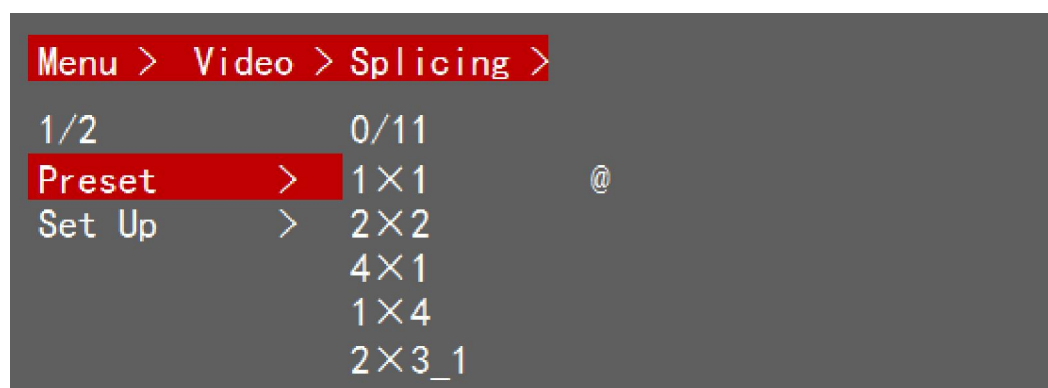 Menu > Video > Splicing >
1/2 0/11
Preset > 1×1 @
Set Up > 2×2
4×1
1×4
2×3_1